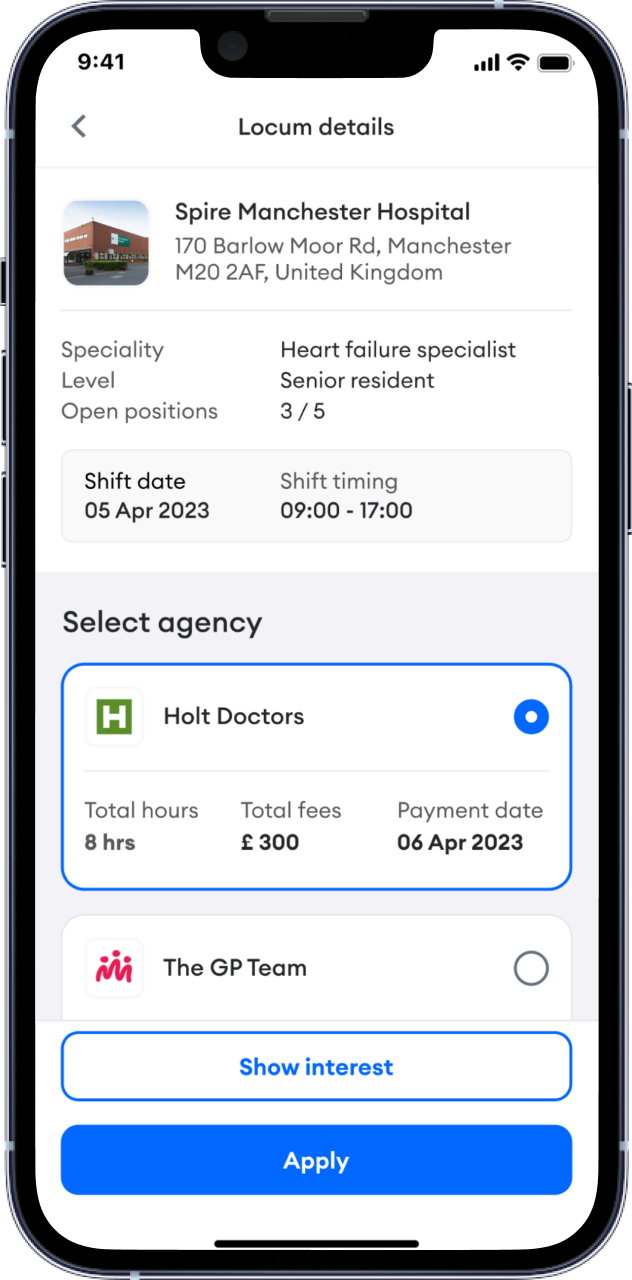 9:41
Locum details
Spire Manchester Hospital
170 Barlow Moor Rd, Manchester
M20 2AF, United Kingdom
Speciality Heart failure specialist
Level Senior resident
Open positions 3 / 5
Shift date Shift timing
05 Apr 2023 09:00 - 17:00
Select agency
H Holt Doctors
Total hours Total fees Payment date
8 hrs £ 300 06 Apr 2023
The GP Team
Show interest
Apply